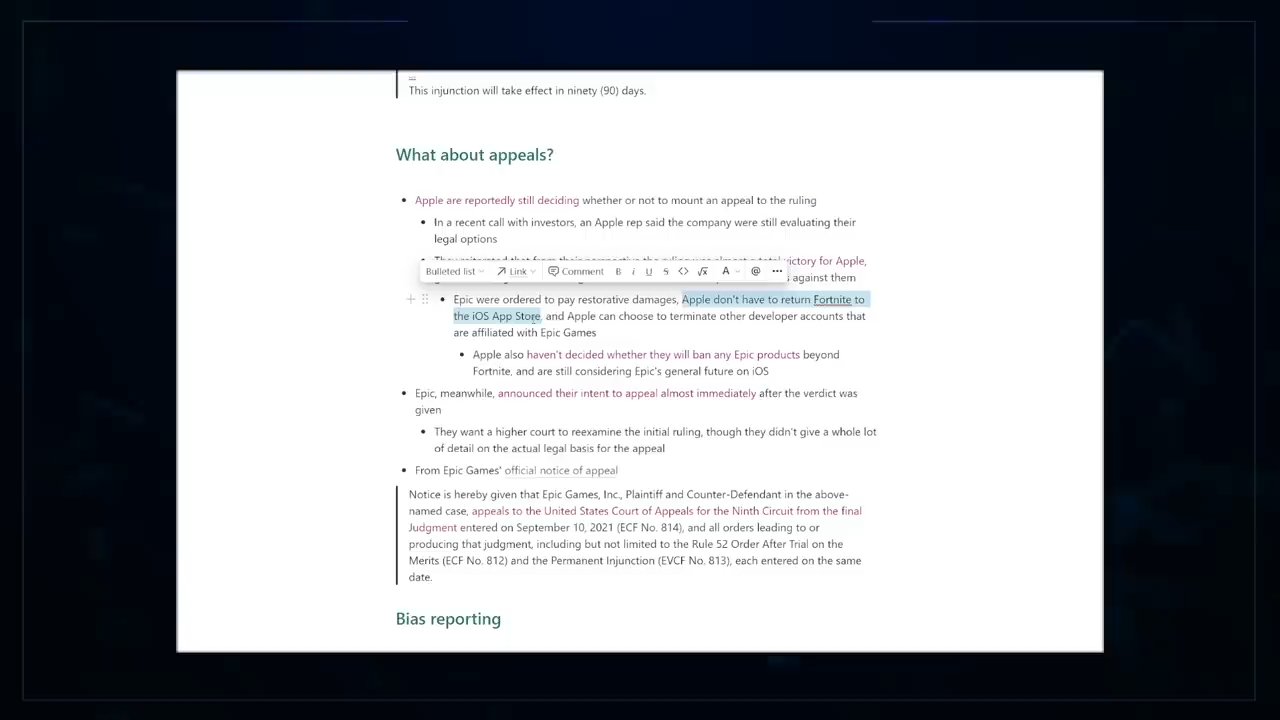 This injunction will take effect in ninety (90) days.
What about appeals?
Apple are reportedly still deciding whether or not to mount an appeal to the ruling
In a recent call with investors, an Apple rep said the company were still evaluating their
legal options
victory for Apple,
Bulleted list Link Comment B i U S <> √x A @ •••
against them
Epic were ordered to pay restorative damages, Apple don't have to return Fortnite to
the iOS App Store, and Apple can choose to terminate other developer accounts that
are affiliated with Epic Games
Apple also haven't decided whether they will ban any Epic products beyond
Fortnite, and are still considering Epic's general future on iOS
Epic, meanwhile, announced their intent to appeal almost immediately after the verdict was
given
They want a higher court to reexamine the initial ruling, though they didn't give a whole lot
of detail on the actual legal basis for the appeal
From Epic Games' official notice of appeal
Notice is hereby given that Epic Games, Inc., Plaintiff and Counter-Defendant in the above-
named case, appeals to the United States Court of Appeals for the Ninth Circuit from the final
Judgment entered on September 10, 2021 (ECF No. 814), and all orders leading to or
producing that judgment, including but not limited to the Rule 52 Order After Trial on the
Merits (ECF No. 812) and the Permanent Injunction (EVCF No. 813), each entered on the same
date.
Bias reporting